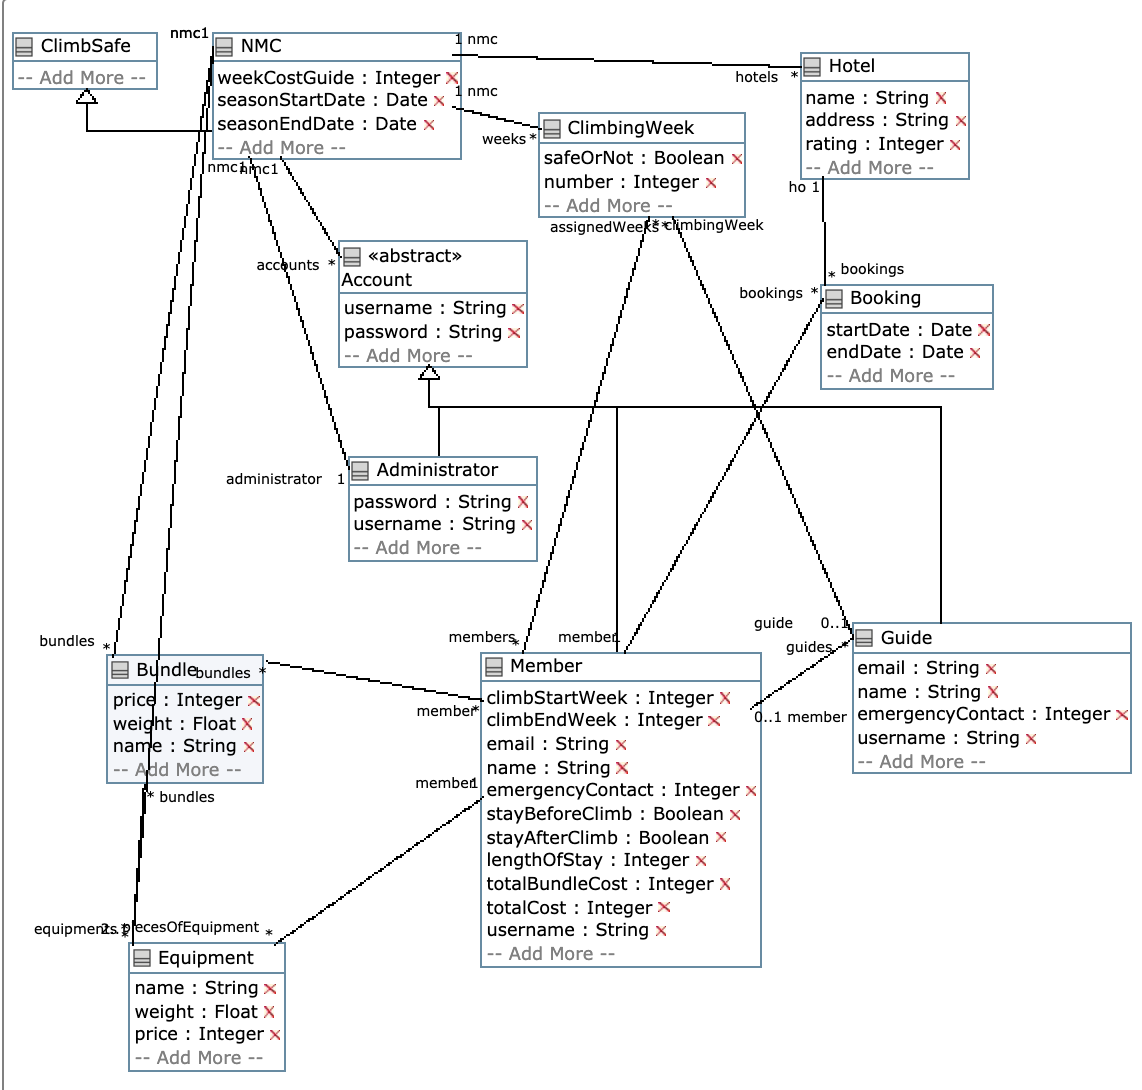 ClimbSafe
-- Add More --
nmc1
NMC
weekCostGuide : Integer
seasonStartDate : Date
seasonEndDate : Date
-- Add More --
1 nmc
hotels *
Hotel
name : String
address : String
rating : Integer
-- Add More --
1 nmc
weeks *
ClimbingWeek
safeOrNot : Boolean
number : Integer
-- Add More --
nmc1
nmc1
assignedWeeks *
* climbingWeek
ho 1
* bookings
bookings *
Booking
startDate : Date
endDate : Date
-- Add More --
accounts *
«abstract»
Account
username : String
password : String
-- Add More --
administrator 1
Administrator
password : String
username : String
-- Add More --
bundles *
Bundle
price : Integer
weight : Float
name : String
-- Add More --
bundles *
member *
* bundles
members *
member
Member
climbStartWeek : Integer
climbEndWeek : Integer
email : String
name : String
emergencyContact : Integer
stayBeforeClimb : Boolean
stayAfterClimb : Boolean
lengthOfStay : Integer
totalBundleCost : Integer
totalCost : Integer
username : String
-- Add More --
member 1
guide 0..1
guides *
0..1 member
Guide
email : String
name : String
emergencyContact : Integer
username : String
-- Add More --
equipments *
2..* piecesOfEquipment *
Equipment
name : String
weight : Float
price : Integer
-- Add More --